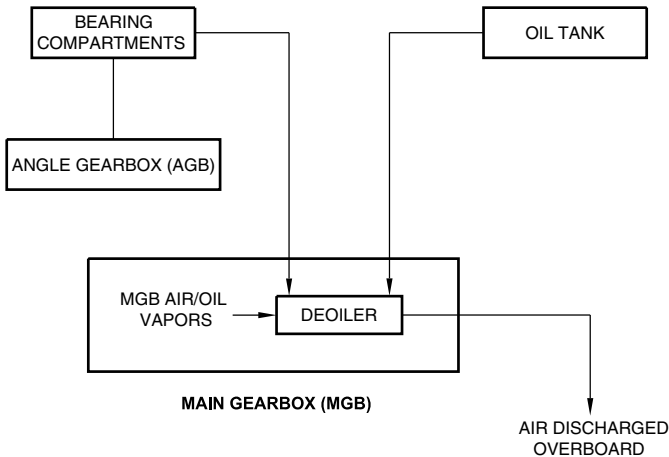 BEARING
COMPARTMENTS
OIL TANK
ANGLE GEARBOX (AGB)
MGB AIR/OIL
VAPORS
DEOILER
MAIN GEARBOX (MGB)
AIR DISCHARGED
OVERBOARD